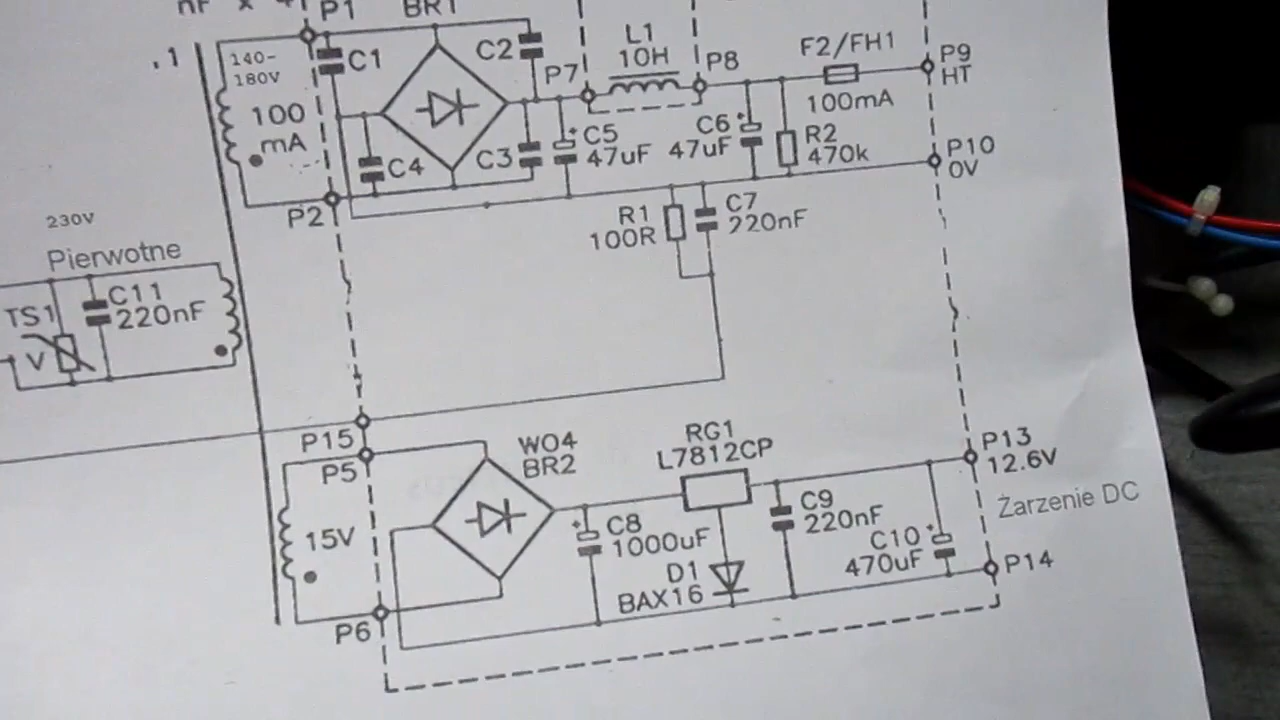 nF x 4
P1
BR1
.1
140-
180V
100
mA
C1
C2
P7
L1
10H
P8
F2/FH1
100mA
P9
HT
C4
C3
C5
47uF
C6
47uF
R2
470k
P10
0V
P2
R1
100R
C7
220nF
230V
Pierwotne
TS1
V
C11
220nF
P15
P5
W04
BR2
RG1
L7812CP
P13
12.6V
Żarzenie DC
15V
C8
1000uF
C9
220nF
C10
470uF
D1
BAX16
P14
P6